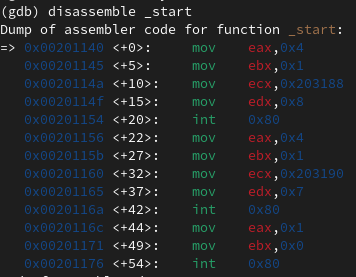 (gdb) disassemble _start
Dump of assembler code for function _start:
=> 0x00201140 <+0>: mov eax,0x4
0x00201145 <+5>: mov ebx,0x1
0x0020114a <+10>: mov ecx,0x203188
0x0020114f <+15>: mov edx,0x8
0x00201154 <+20>: int 0x80
0x00201156 <+22>: mov eax,0x4
0x0020115b <+27>: mov ebx,0x1
0x00201160 <+32>: mov ecx,0x203190
0x00201165 <+37>: mov edx,0x7
0x0020116a <+42>: int 0x80
0x0020116c <+44>: mov eax,0x1
0x00201171 <+49>: mov ebx,0x0
0x00201176 <+54>: int 0x80